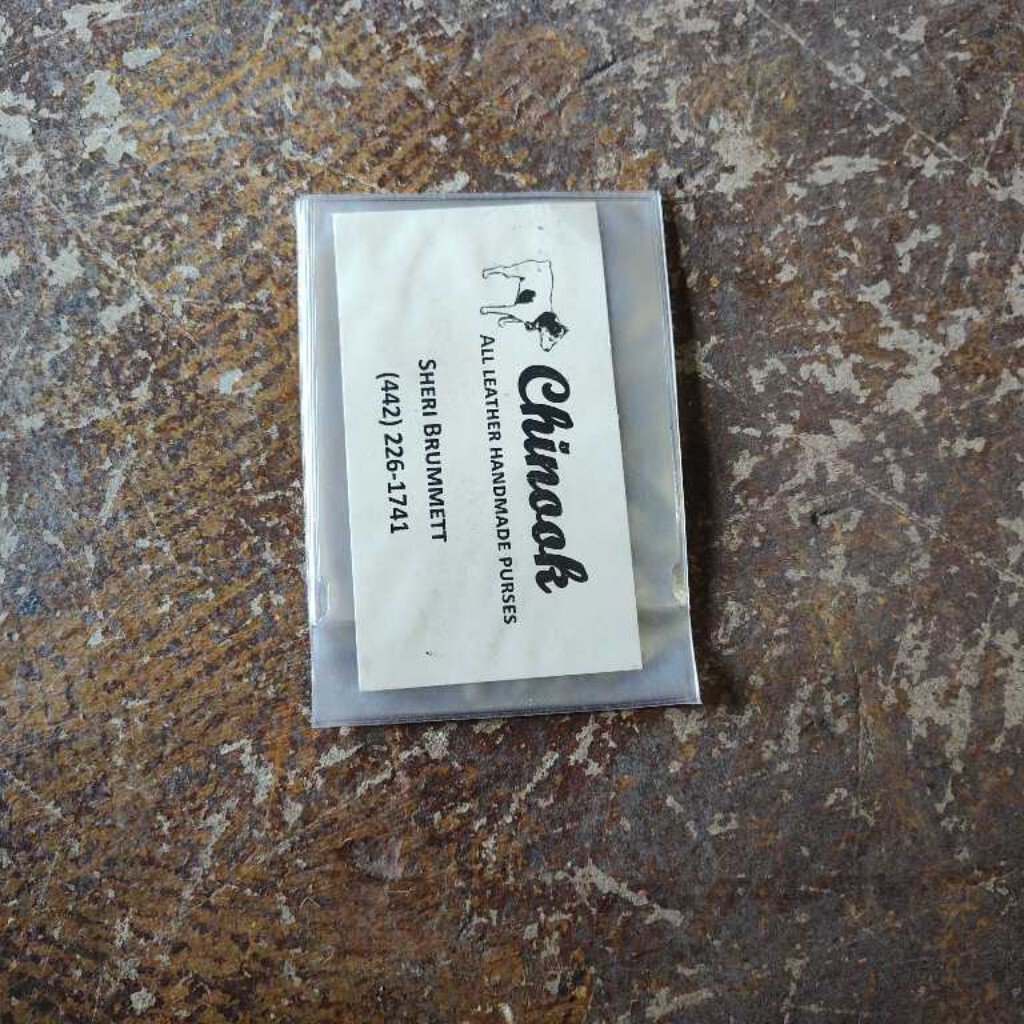 Chinook
ALL LEATHER HANDMADE PURSES
SHERI BRUMMETT
(442) 226-1741